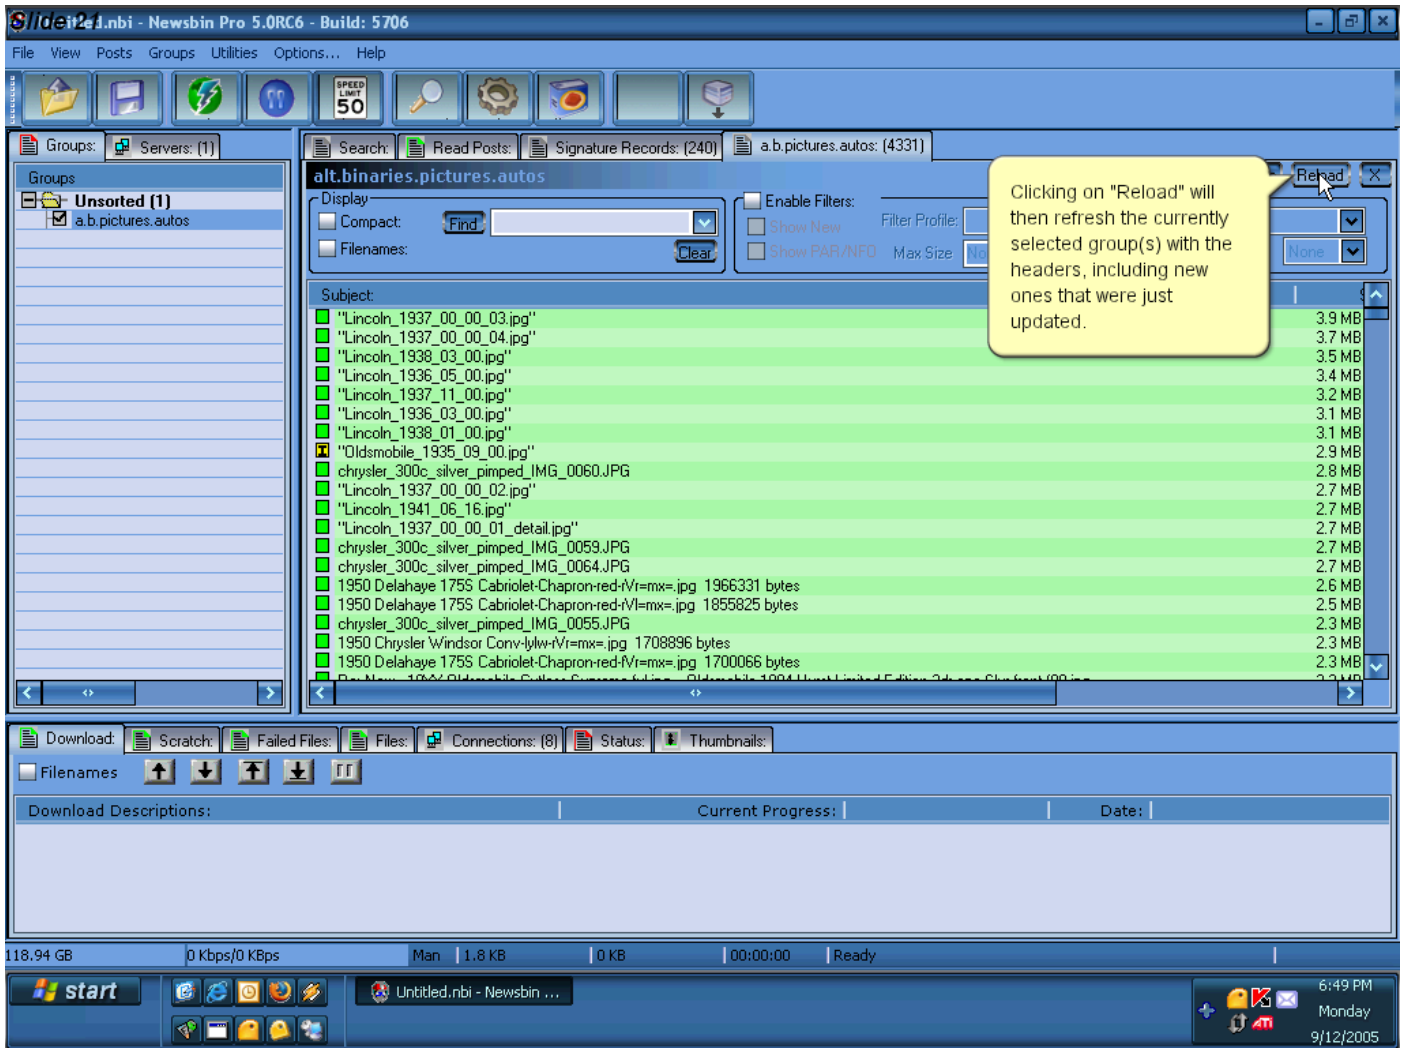 Slide 21
Untitled.nbi - Newsbin Pro 5.0RC6 - Build: 5706
File View Posts Groups Utilities Options... Help
SPEED
LIMIT
50
Groups: Servers: (1)
Search: Read Posts: Signature Records: (240) a.b.pictures.autos: (4331)
Groups
Unsorted (1)
a.b.pictures.autos
alt.binaries.pictures.autos
Reload X
Display
Compact: Find
Filenames: Clear
Enable Filters:
Show New Filter Profile:
Show PAR/NFO Max Size None
Clicking on "Reload" will
then refresh the currently
selected group(s) with the
headers, including new
ones that were just
updated.
Subject:
"Lincoln_1937_00_00_03.jpg" 3.9 MB
"Lincoln_1937_00_00_04.jpg" 3.7 MB
"Lincoln_1938_03_00.jpg" 3.5 MB
"Lincoln_1936_05_00.jpg" 3.4 MB
"Lincoln_1937_11_00.jpg" 3.2 MB
"Lincoln_1936_03_00.jpg" 3.1 MB
"Lincoln_1938_01_00.jpg" 3.1 MB
"Oldsmobile_1935_09_00.jpg" 2.9 MB
chrysler_300c_silver_pimped_IMG_0060.JPG 2.8 MB
"Lincoln_1937_00_00_02.jpg" 2.7 MB
"Lincoln_1941_06_16.jpg" 2.7 MB
"Lincoln_1937_00_00_01_detail.jpg" 2.7 MB
chrysler_300c_silver_pimped_IMG_0059.JPG 2.7 MB
chrysler_300c_silver_pimped_IMG_0064.JPG 2.7 MB
1950 Delahaye 175S Cabriolet-Chapron-red-rVr=mx=.jpg 1966331 bytes 2.6 MB
1950 Delahaye 175S Cabriolet-Chapron-red-rVl=mx=.jpg 1855825 bytes 2.5 MB
chrysler_300c_silver_pimped_IMG_0055.JPG 2.3 MB
1950 Chrysler Windsor Conv-lylw-rVr=mx=.jpg 1708896 bytes 2.3 MB
1950 Delahaye 175S Cabriolet-Chapron-red-fVr=mx=.jpg 1700066 bytes 2.3 MB
Download: Scratch: Failed Files: Files: Connections: (8) Status: Thumbnails:
Filenames
Download Descriptions: Current Progress: Date:
118.94 GB 0 Kbps/0 KBps Man 1.8 KB 0 KB 00:00:00 Ready
start Untitled.nbi - Newsbin ... 6:49 PM
Monday
ATI
9/12/2005